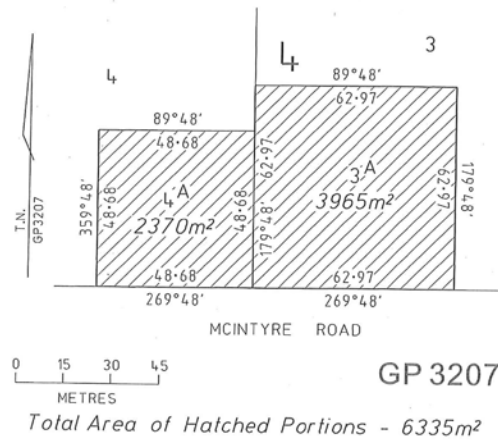 4
4
3
89°48'
62·97
89°48'
48·68
T.N.
GP3207
359°48'
48·68
4A
2370m²
48·68
62·97
179°48'
3A
3965m²
62·97
179°48'
48·68
269°48'
62·97
269°48'
MCINTYRE ROAD
0 15 30 45
METRES
GP 3207
Total Area of Hatched Portions - 6335m²